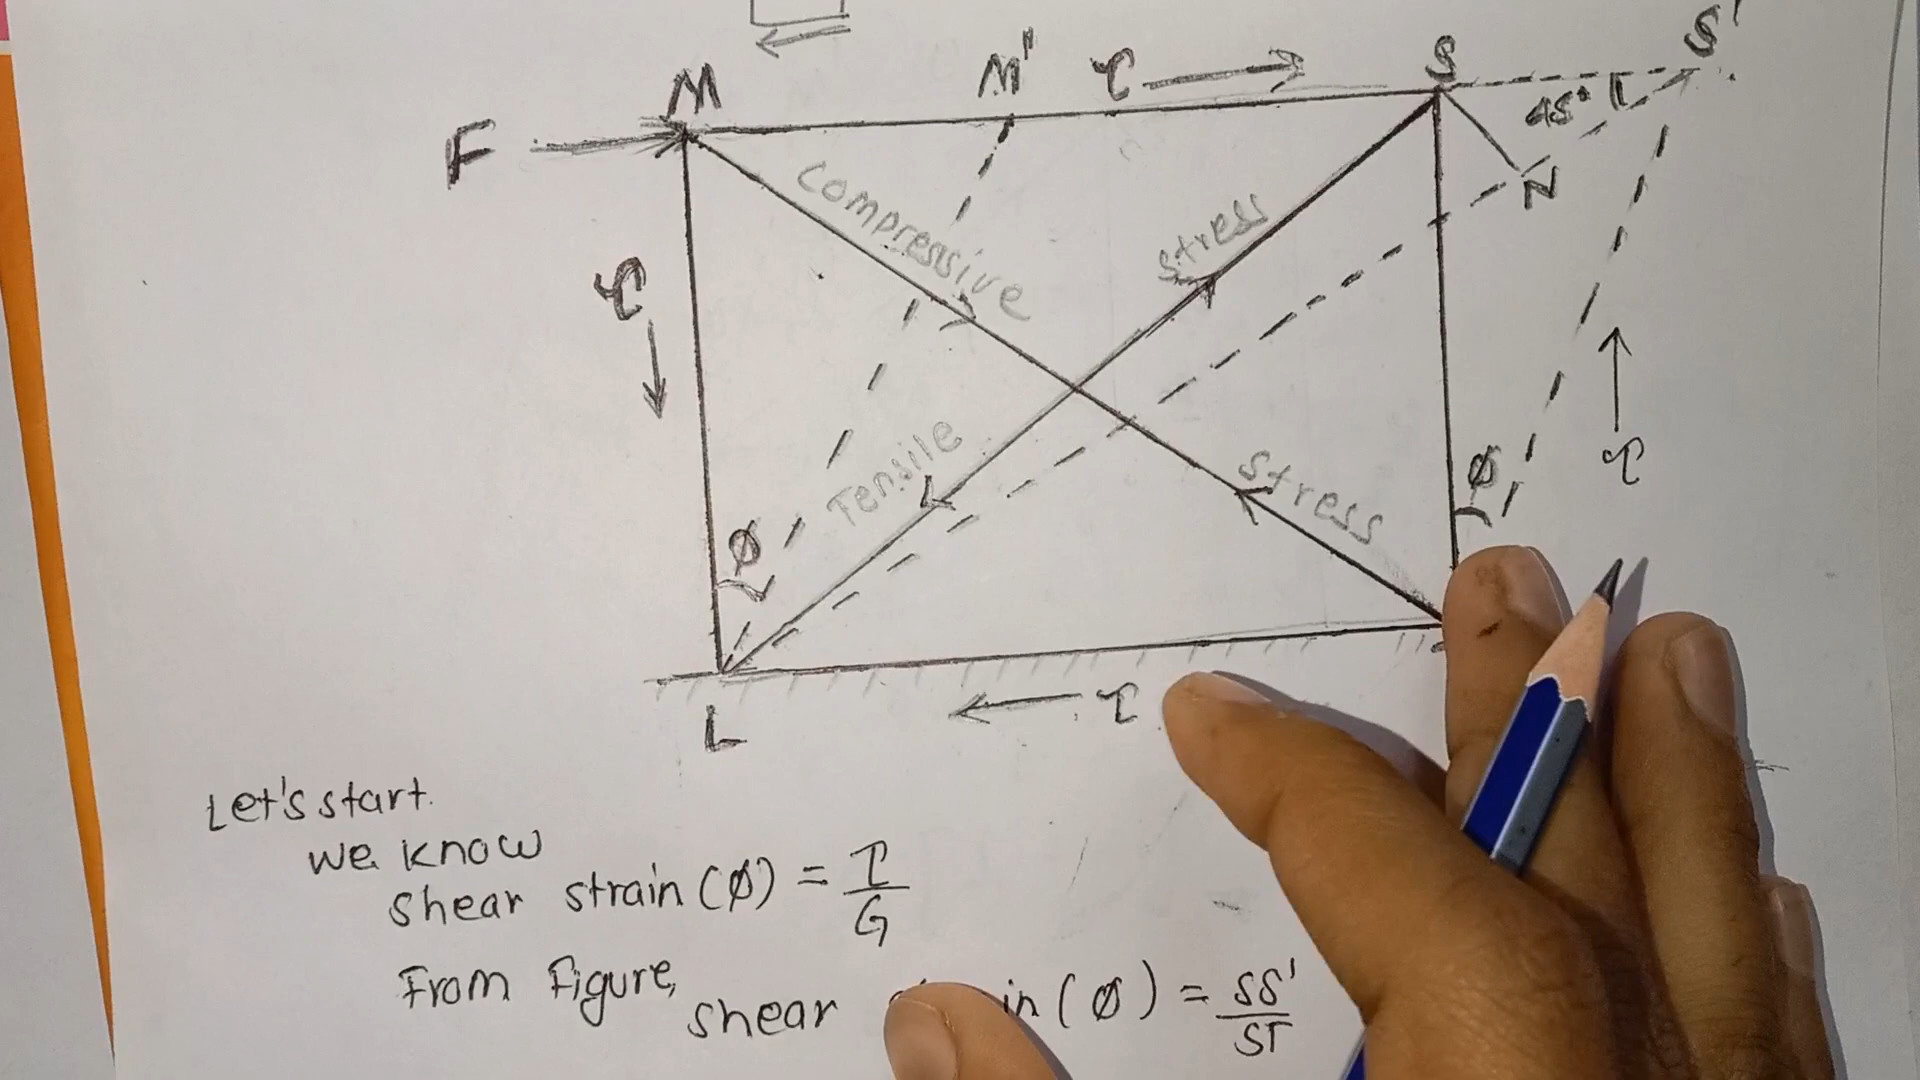 M M' τ S S'
F 45°
N
compressive stress
τ
Tensile stress
Ø Ø τ
L τ
Let's start.
we know
shear strain (Ø) = τ/G
From Figure,
shear in (Ø) = SS'/ST